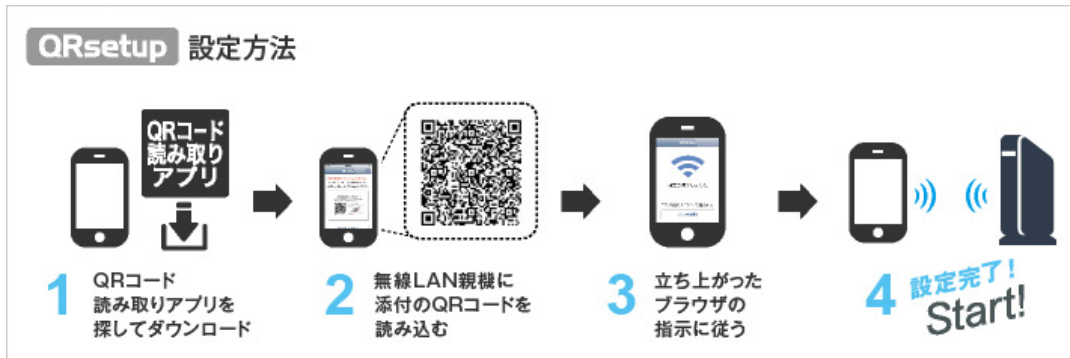 QRsetup 設定方法
QRコード
読み取り
アプリ
1 QRコード
読み取りアプリを
探してダウンロード
2 無線LAN親機に
添付のQRコードを
読み込む
3 立ち上がった
ブラウザの
指示に従う
4 設定完了！
Start!